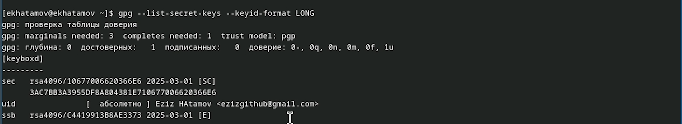 [ekhatamov@ekhatamov ~]$ gpg --list-secret-keys --keyid-format LONG
gpg: проверка таблицы доверия
gpg: marginals needed: 3  completes needed: 1  trust model: pgp
gpg: глубина: 0  достоверных:   1  подписанных:   0  доверие: 0-, 0q, 0n, 0m, 0f, 1u
[keyboxd]
---------
sec   rsa4096/10677006620366E6 2025-03-01 [SC]
      3AC7BB3A3955DF8A804381E710677006620366E6
uid              [  абсолютно ] Eziz HAtamov <ezizgithub@gmail.com>
ssb   rsa4096/C4419913B8AE3373 2025-03-01 [E]